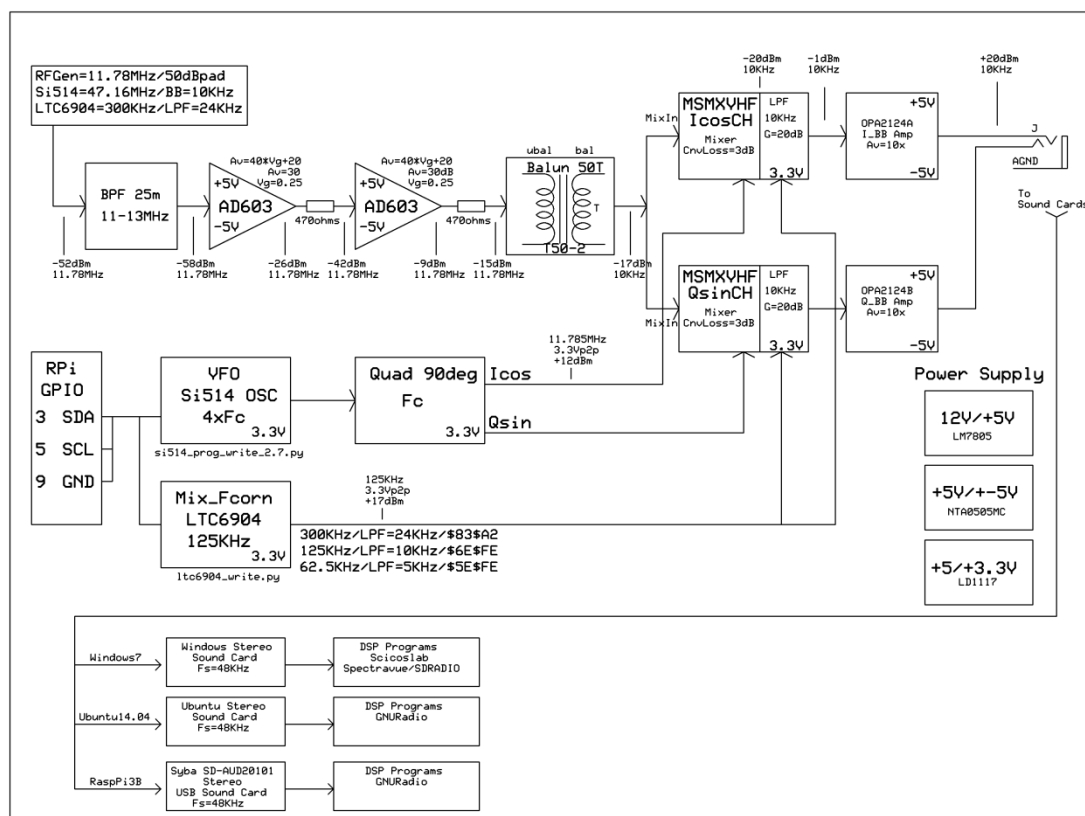 RFGen=11.78MHz/50dBpad
Si514=47.16MHz/BB=10KHz
LTC6904=300KHz/LPF=24KHz
BPF 25m
11-13MHz
-52dBm
11.78MHz
-58dBm
11.78MHz
Av=40*Vg+20
Av=30
Vg=0.25
+5V
AD603
-5V
470ohms
-26dBm
11.78MHz
-42dBm
11.78MHz
Av=40*Vg+20
Av=30dB
Vg=0.25
+5V
AD603
-5V
470ohms
-9dBm
11.78MHz
-15dBm
11.78MHz
ubal bal
Balun 50T
T
T50-2
-17dBm
10KHz
MixIn
MSMXVHF
IcosCH
Mixer
CnvLoss=3dB
LPF
10KHz
G=20dB
3.3V
-20dBm
10KHz
-1dBm
10KHz
+5V
OPA2124A
I_BB Amp
Av=10x
-5V
+20dBm
10KHz
J
AGND
To
Sound Cards
MixIn
MSMXVHF
QsinCH
Mixer
CnvLoss=3dB
LPF
10KHz
G=20dB
3.3V
+5V
OPA2124B
Q_BB Amp
Av=10x
-5V
RPi
GPIO
3 SDA
5 SCL
9 GND
VFO
Si514 OSC
4xFc
3.3V
si514_prog_write_2.7.py
Quad 90deg
Fc
3.3V
Icos
Qsin
11.785MHz
3.3Vp2p
+12dBm
Mix_Fcorn
LTC6904
125KHz
3.3V
ltc6904_write.py
125KHz
3.3Vp2p
+17dBm
300KHz/LPF=24KHz/$83$A2
125KHz/LPF=10KHz/$6E$FE
62.5KHz/LPF=5KHz/$5E$FE
Power Supply
12V/+5V
LM7805
+5V/+-5V
NTA0505MC
+5/+3.3V
LD1117
Windows7
Windows Stereo
Sound Card
Fs=48KHz
DSP Programs
Scicoslab
Spectravue/SDRADIO
Ubuntu14.04
Ubuntu Stereo
Sound Card
Fs=48KHz
DSP Programs
GNURadio
RaspPi3B
Syba SD-AUD20101
Stereo
USB Sound Card
Fs=48KHz
DSP Programs
GNURadio